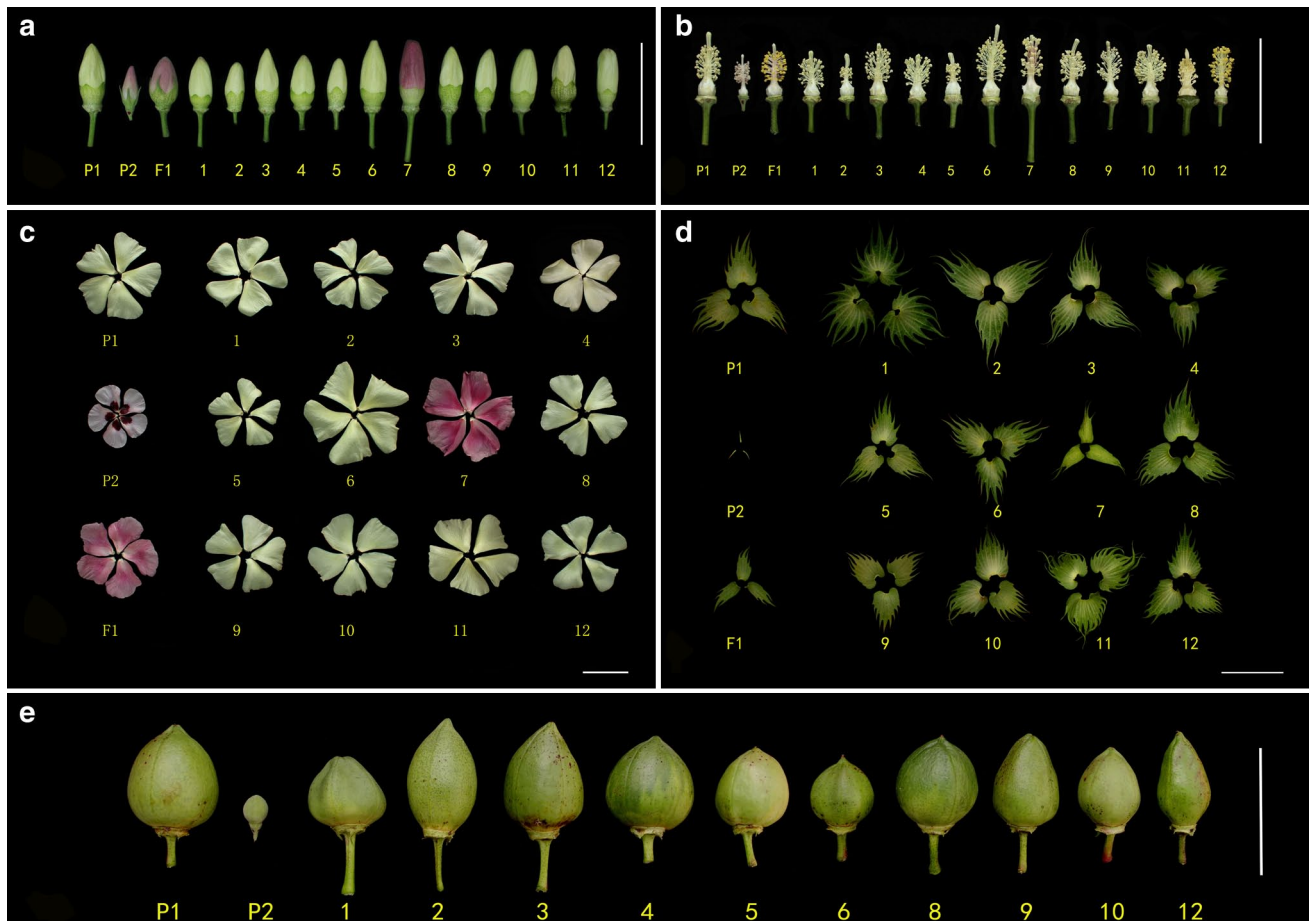 a
P1 P2 F1 1 2 3 4 5 6 7 8 9 10 11 12
b
P1 P2 F1 1 2 3 4 5 6 7 8 9 10 11 12
c
P1 1 2 3 4
P2 5 6 7 8
F1 9 10 11 12
d
P1 1 2 3 4
P2 5 6 7 8
F1 9 10 11 12
e
P1 P2 1 2 3 4 5 6 8 9 10 12